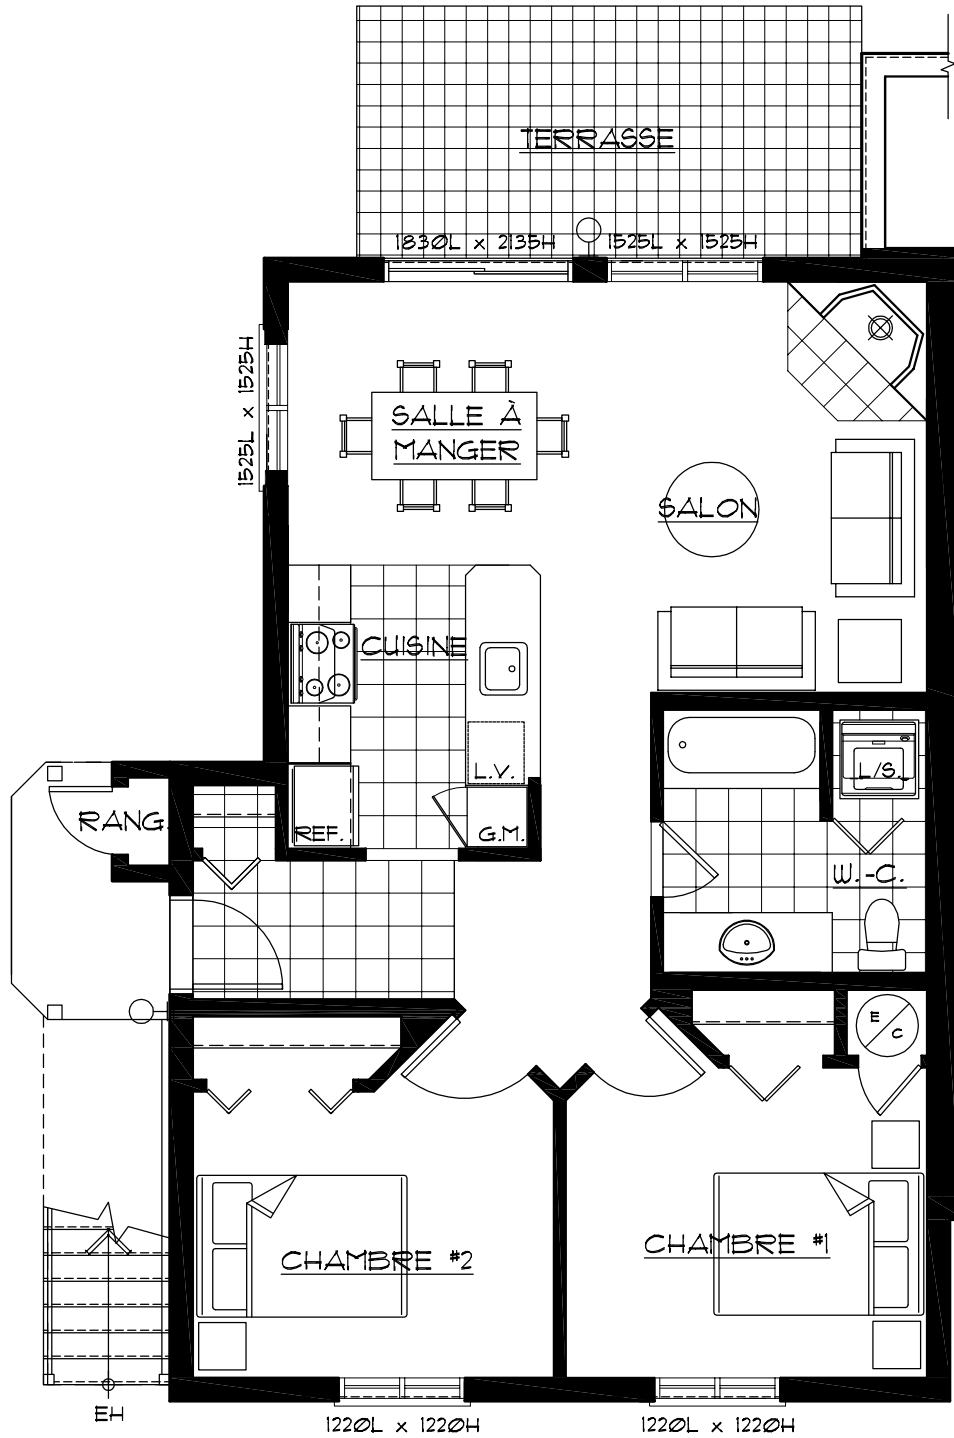 TERRASSE
1830L x 2135H
1525L x 1525H
1525L x 1525H
SALLE À
MANGER
SALON
CUISINE
L.V.
L/S.
RANG.
REF.
G.M.
W.-C.
E
C
CHAMBRE #1
CHAMBRE #2
EH
1220L x 1220H
1220L x 1220H